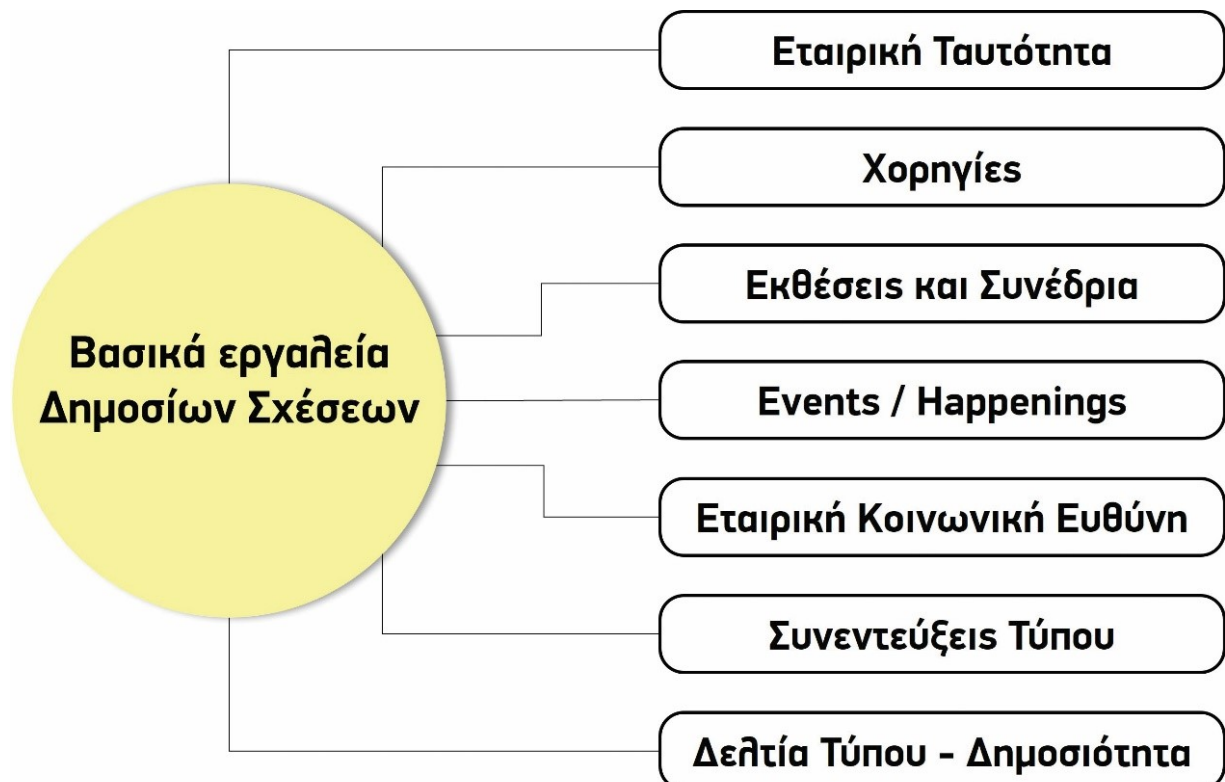 Εταιρική Ταυτότητα
Χορηγίες
Εκθέσεις και Συνέδρια
Βασικά εργαλεία
Δημοσίων Σχέσεων
Events / Happenings
Εταιρική Κοινωνική Ευθύνη
Συνεντεύξεις Τύπου
Δελτία Τύπου - Δημοσιότητα